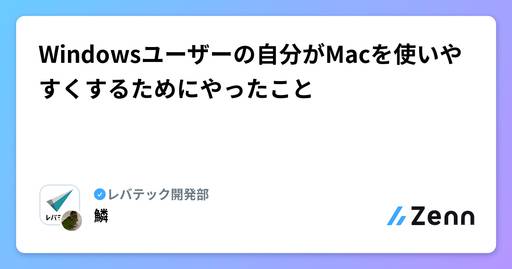 Windowsユーザーの自分がMacを使いや
すくするためにやったこと
レバテック開発部
鱗
Zenn